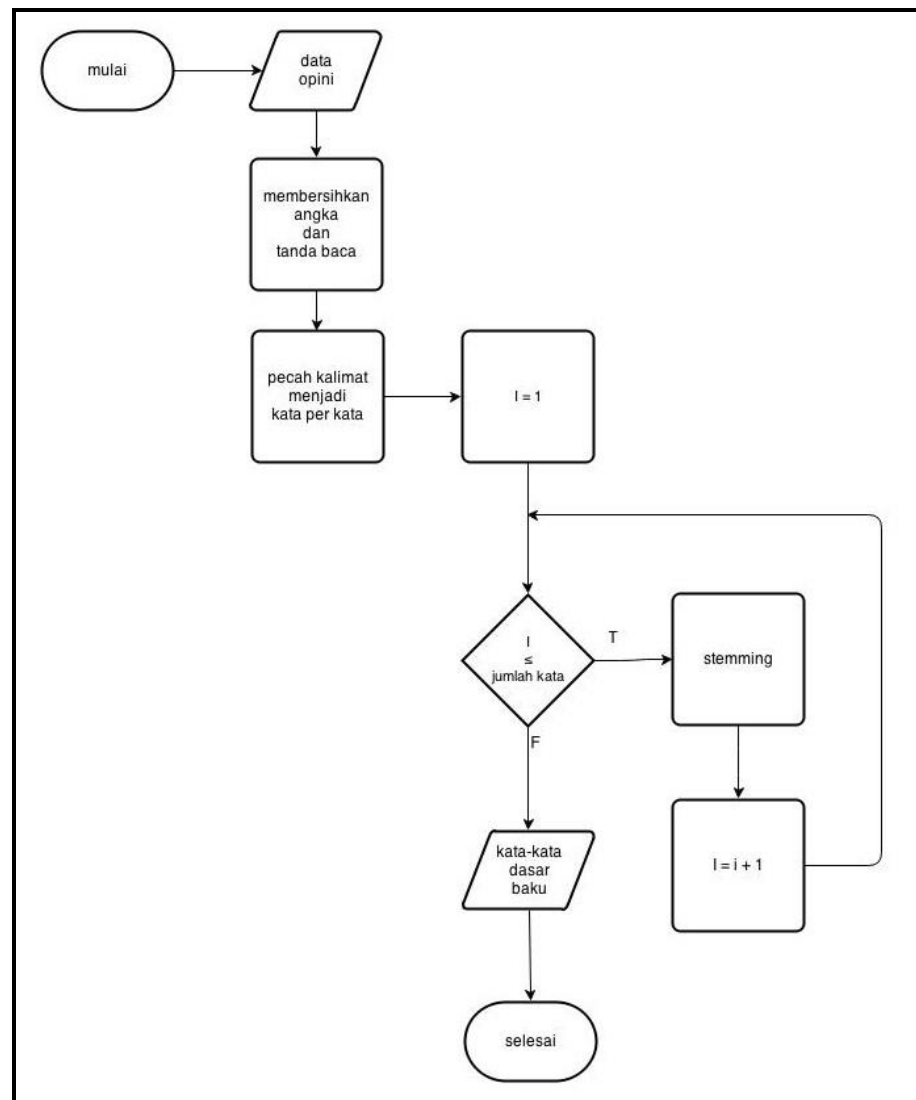 mulai
data
opini
membersihkan
angka
dan
tanda baca
pecah kalimat
menjadi
kata per kata
I = 1
I
≤
jumlah kata
T
stemming
F
I = i + 1
kata-kata
dasar
baku
selesai